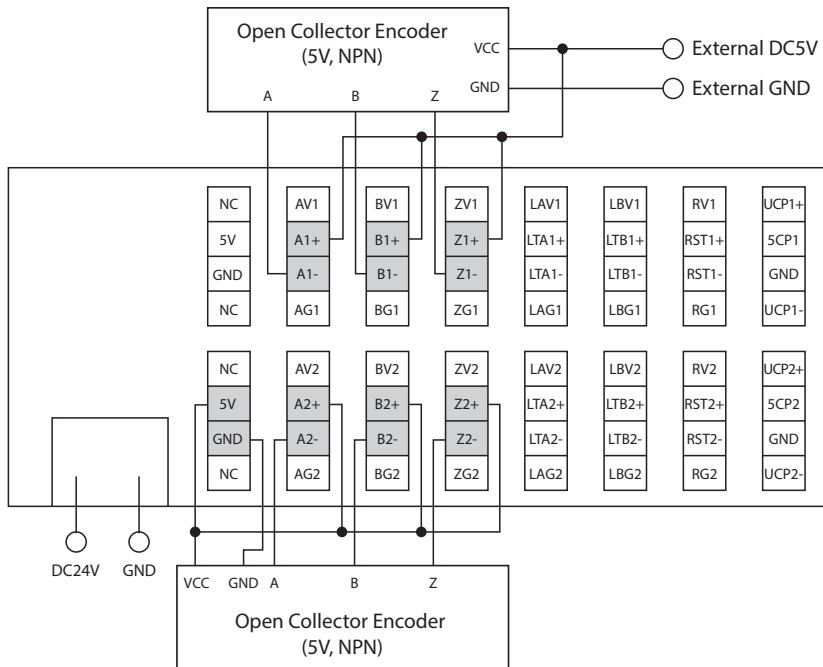 Open Collector Encoder
(5V, NPN)
VCC
External DC5V
GND
External GND
A B Z
NC AV1 BV1 ZV1 LAV1 LBV1 RV1 UCP1+
5V A1+ B1+ Z1+ LTA1+ LTB1+ RST1+ 5CP1
GND A1- B1- Z1- LTA1- LTB1- RST1- GND
NC AG1 BG1 ZG1 LAG1 LBG1 RG1 UCP1-
NC AV2 BV2 ZV2 LAV2 LBV2 RV2 UCP2+
5V A2+ B2+ Z2+ LTA2+ LTB2+ RST2+ 5CP2
GND A2- B2- Z2- LTA2- LTB2- RST2- GND
NC AG2 BG2 ZG2 LAG2 LBG2 RG2 UCP2-
DC24V GND
VCC GND A B Z
Open Collector Encoder
(5V, NPN)